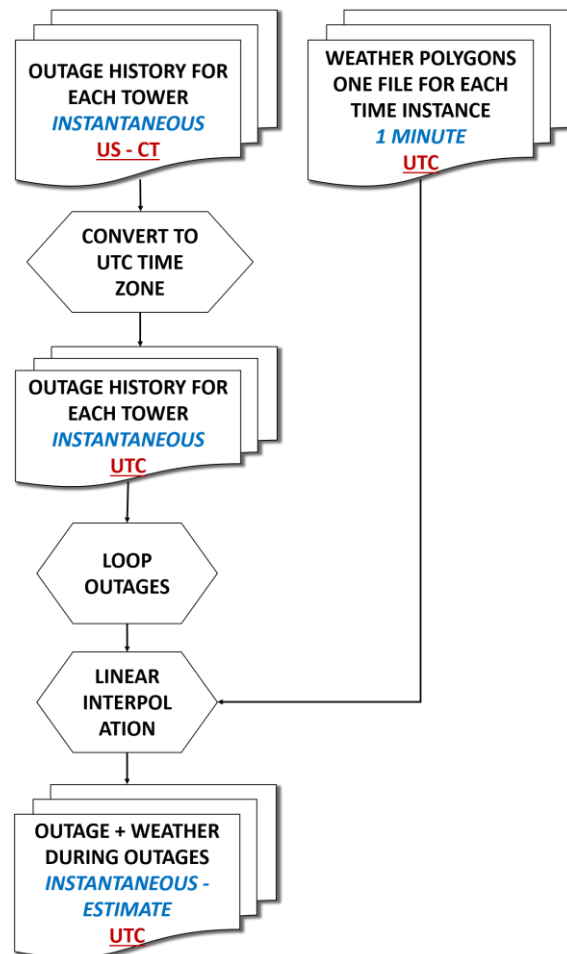 OUTAGE HISTORY FOR
EACH TOWER
INSTANTANEOUS
US - CT
WEATHER POLYGONS
ONE FILE FOR EACH
TIME INSTANCE
1 MINUTE
UTC
CONVERT TO
UTC TIME
ZONE
OUTAGE HISTORY FOR
EACH TOWER
INSTANTANEOUS
UTC
LOOP
OUTAGES
LINEAR
INTERPOL
ATION
OUTAGE + WEATHER
DURING OUTAGES
INSTANTANEOUS -
ESTIMATE
UTC